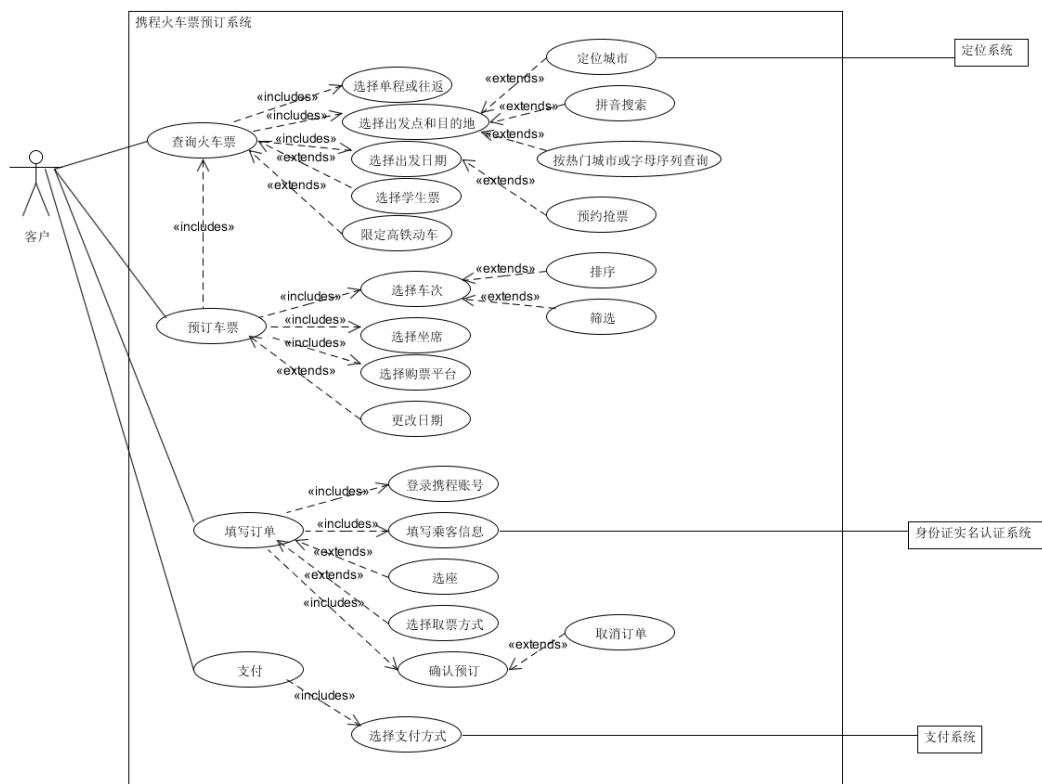 携程火车票预订系统
定位城市
定位系统
«extends»
选择单程或往返
«includes»
拼音搜索
«extends»
«includes»
选择出发点和目的地
查询火车票
«includes»
«extends»
按热门城市或字母序列查询
«extends»
选择出发日期
«extends»
«extends»
选择学生票
预约抢票
客户
«includes»
限定高铁动车
«extends»
排序
选择车次
«includes»
«extends»
筛选
预订车票
«includes»
选择坐席
«includes»
«extends»
选择购票平台
更改日期
«includes»
登录携程账号
填写订单
«includes»
填写乘客信息
身份证实名认证系统
«extends»
«extends»
选座
«includes»
选择取票方式
取消订单
«extends»
支付
确认预订
«includes»
选择支付方式
支付系统